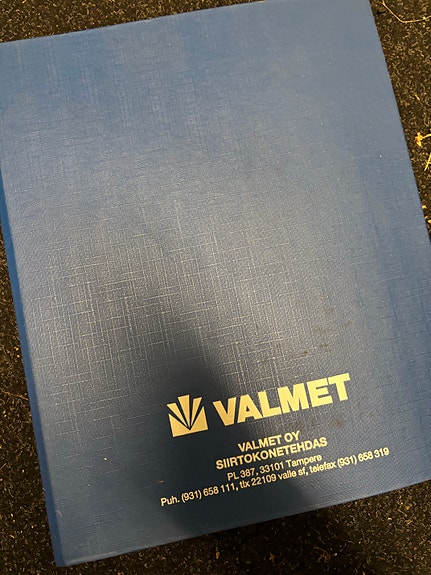 VALMET
VALMET OY
SIIRTOKONETEHDAS
PL 387, 33101 Tampere
Puh. (931) 658 111, tlx 22109 valle sf, telefax (931) 658 319